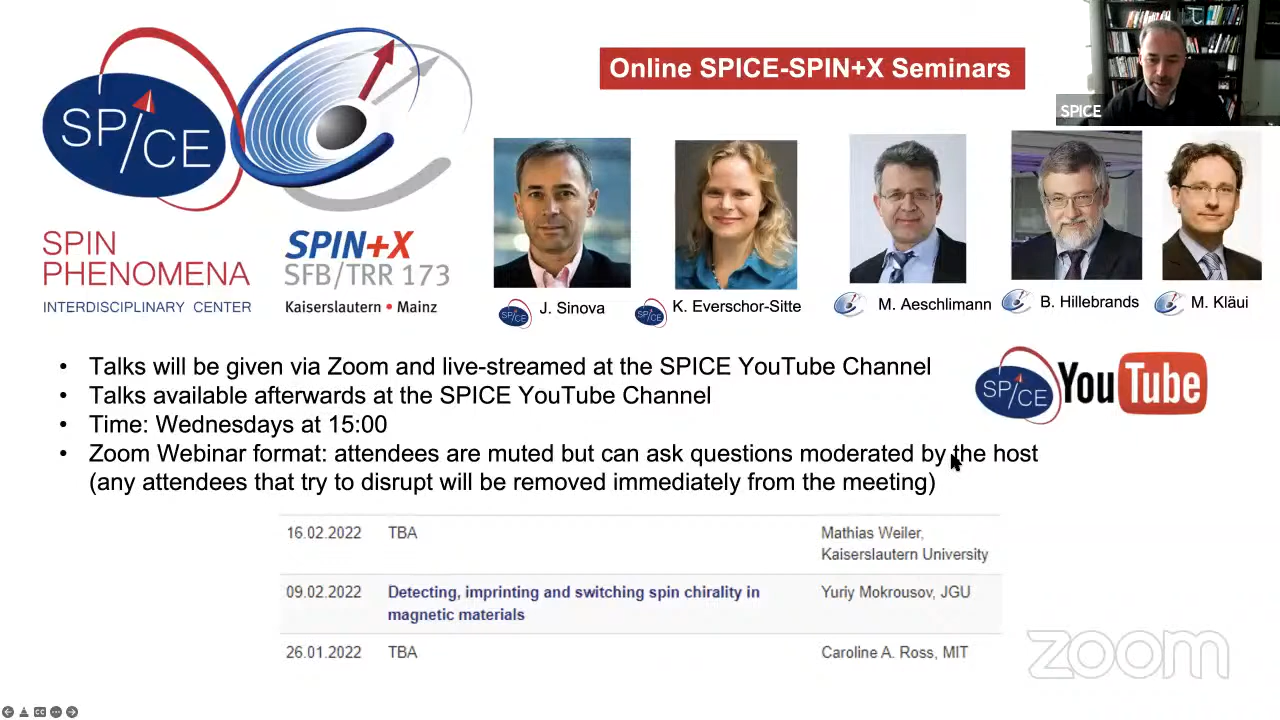 Online SPICE-SPIN+X Seminars
SPICE
SPICE
SPIN
PHENOMENA
INTERDISCIPLINARY CENTER
SPIN+X
SFB/TRR 173
Kaiserslautern • Mainz
SPICE
J. Sinova
SPICE
K. Everschor-Sitte
M. Aeschlimann
B. Hillebrands
M. Kläui
• Talks will be given via Zoom and live-streamed at the SPICE YouTube Channel
• Talks available afterwards at the SPICE YouTube Channel
• Time: Wednesdays at 15:00
• Zoom Webinar format: attendees are muted but can ask questions moderated by the host
(any attendees that try to disrupt will be removed immediately from the meeting)
SPICE
YouTube
16.02.2022 TBA Mathias Weiler,
Kaiserslautern University
09.02.2022 Detecting, imprinting and switching spin chirality in Yuriy Mokrousov, JGU
magnetic materials
26.01.2022 TBA Caroline A. Ross, MIT
zoom
CC